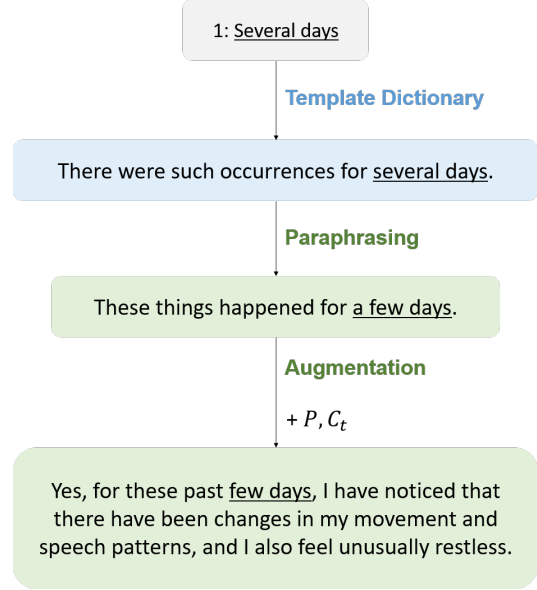 1: Several days
Template Dictionary
There were such occurrences for several days.
Paraphrasing
These things happened for a few days.
Augmentation
+ P, Cₜ
Yes, for these past few days, I have noticed that
there have been changes in my movement and
speech patterns, and I also feel unusually restless.